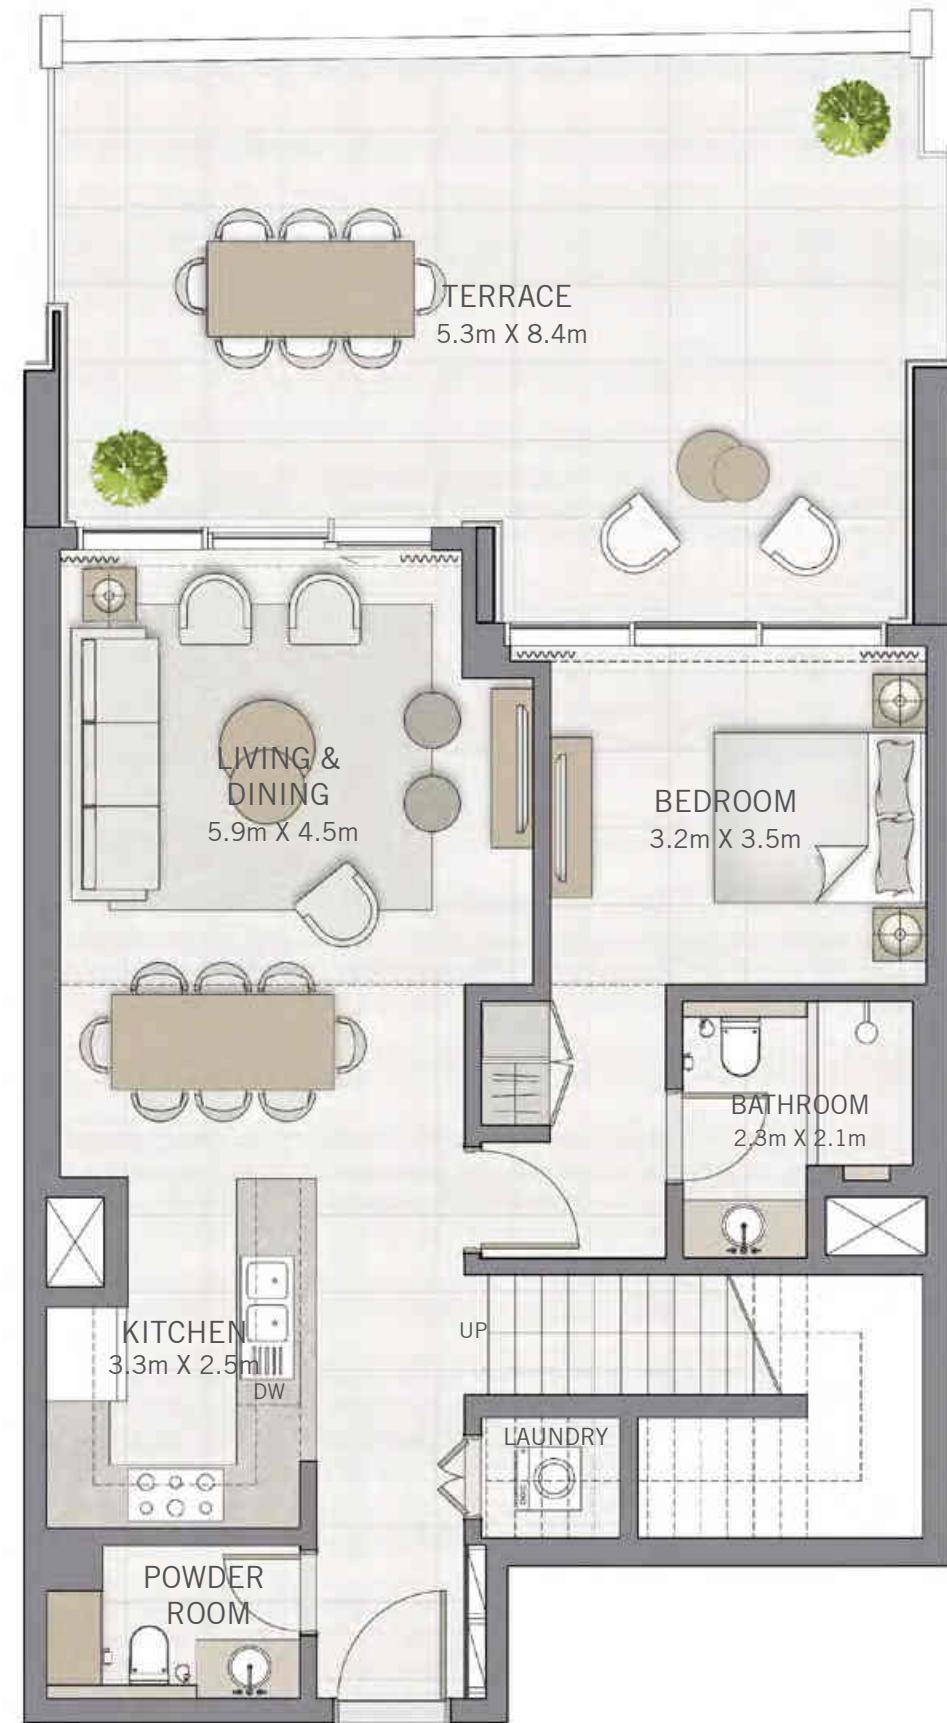 TERRACE
5.3m X 8.4m
LIVING &
DINING
5.9m X 4.5m
BEDROOM
3.2m X 3.5m
BATHROOM
2.3m X 2.1m
KITCHEN
3.3m X 2.5m
DW
UP
LAUNDRY
POWDER
ROOM